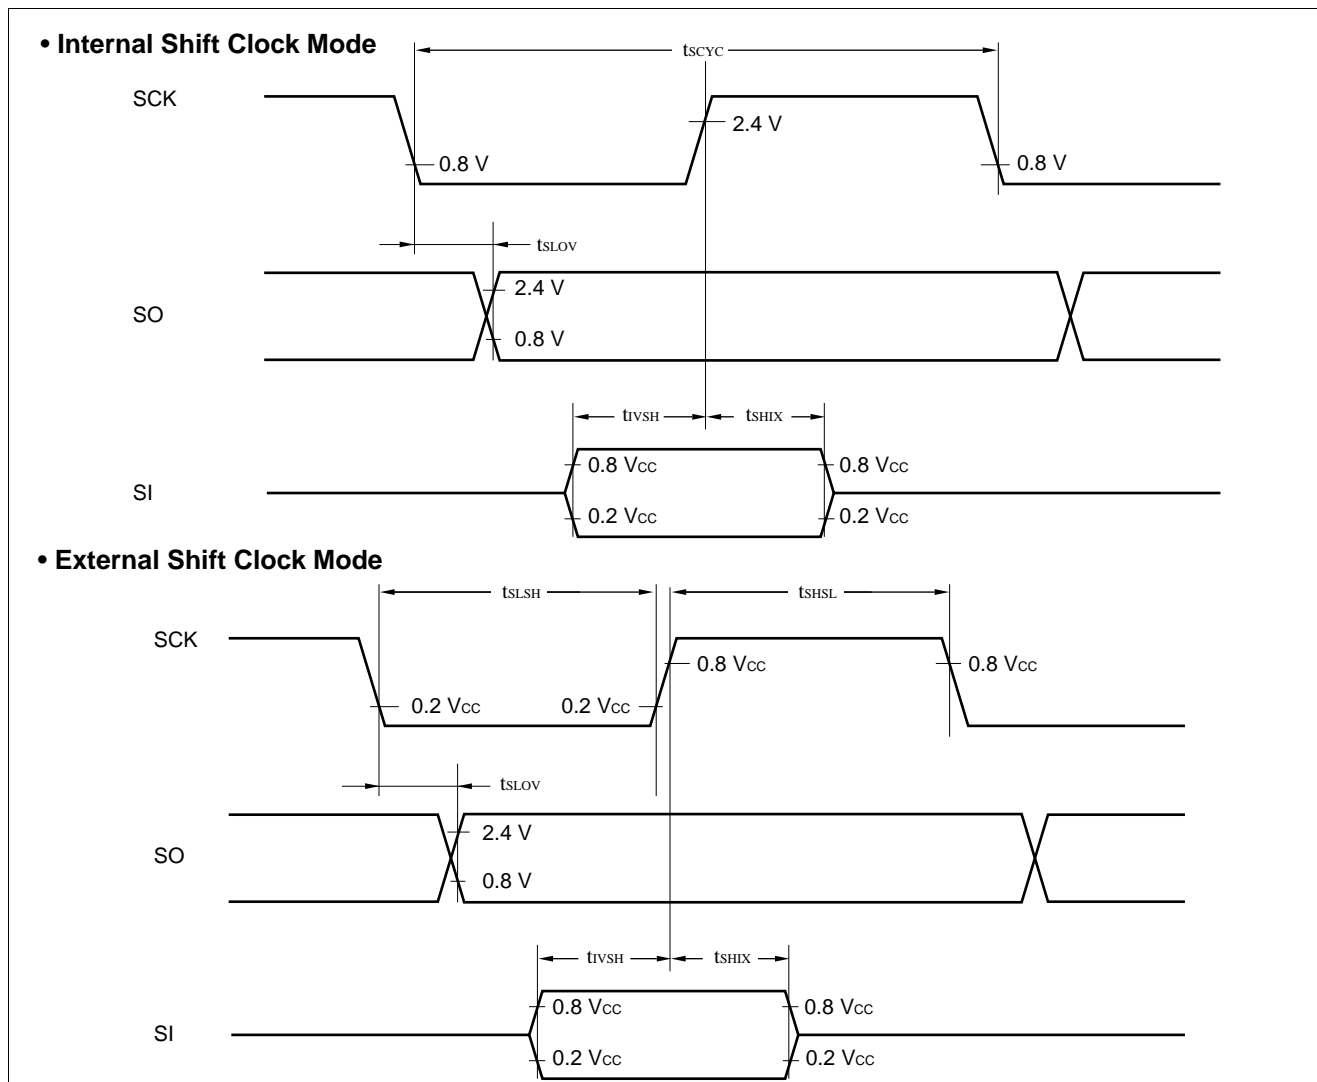 • Internal Shift Clock Mode
tSCYC
SCK
2.4 V
0.8 V
0.8 V
tSLOV
2.4 V
SO
0.8 V
tIVSH
tSHIX
0.8 VCC
0.8 VCC
SI
0.2 VCC
0.2 VCC
• External Shift Clock Mode
tSLSH
tSHSL
SCK
0.8 VCC
0.8 VCC
0.2 VCC
0.2 VCC
tSLOV
2.4 V
SO
0.8 V
tIVSH
tSHIX
0.8 VCC
0.8 VCC
SI
0.2 VCC
0.2 VCC